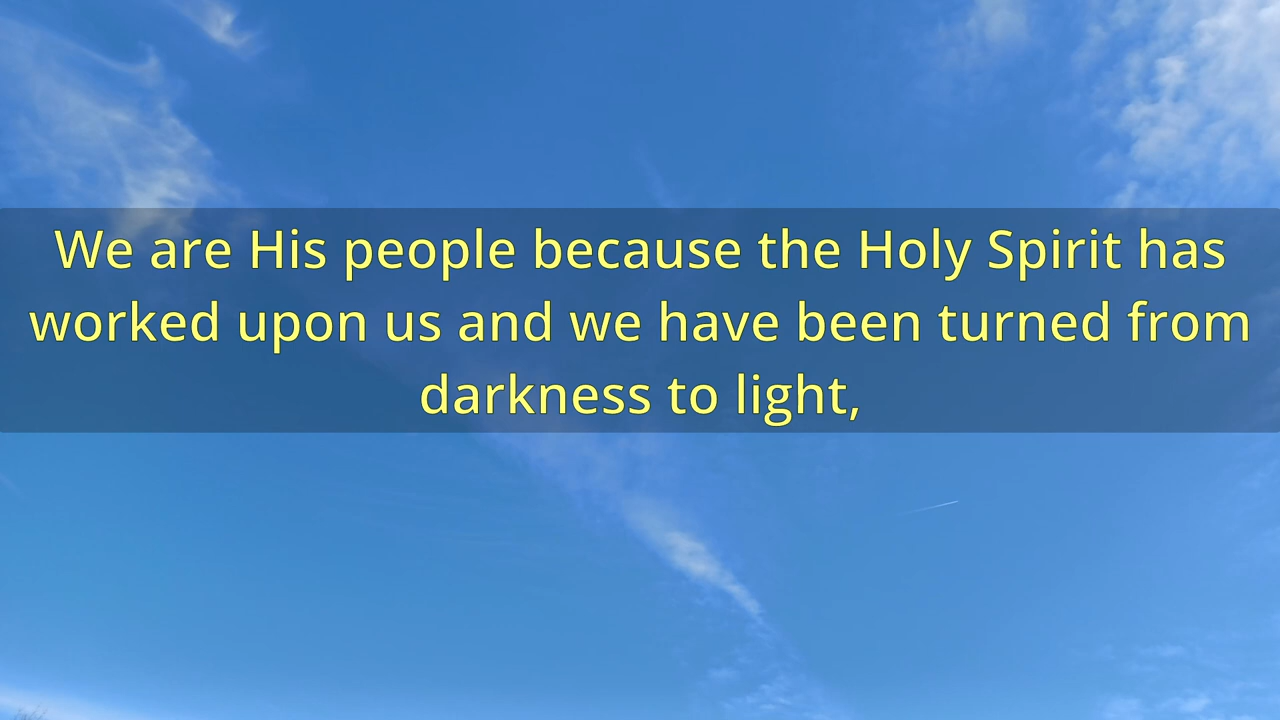 We are His people because the Holy Spirit has
worked upon us and we have been turned from
darkness to light,